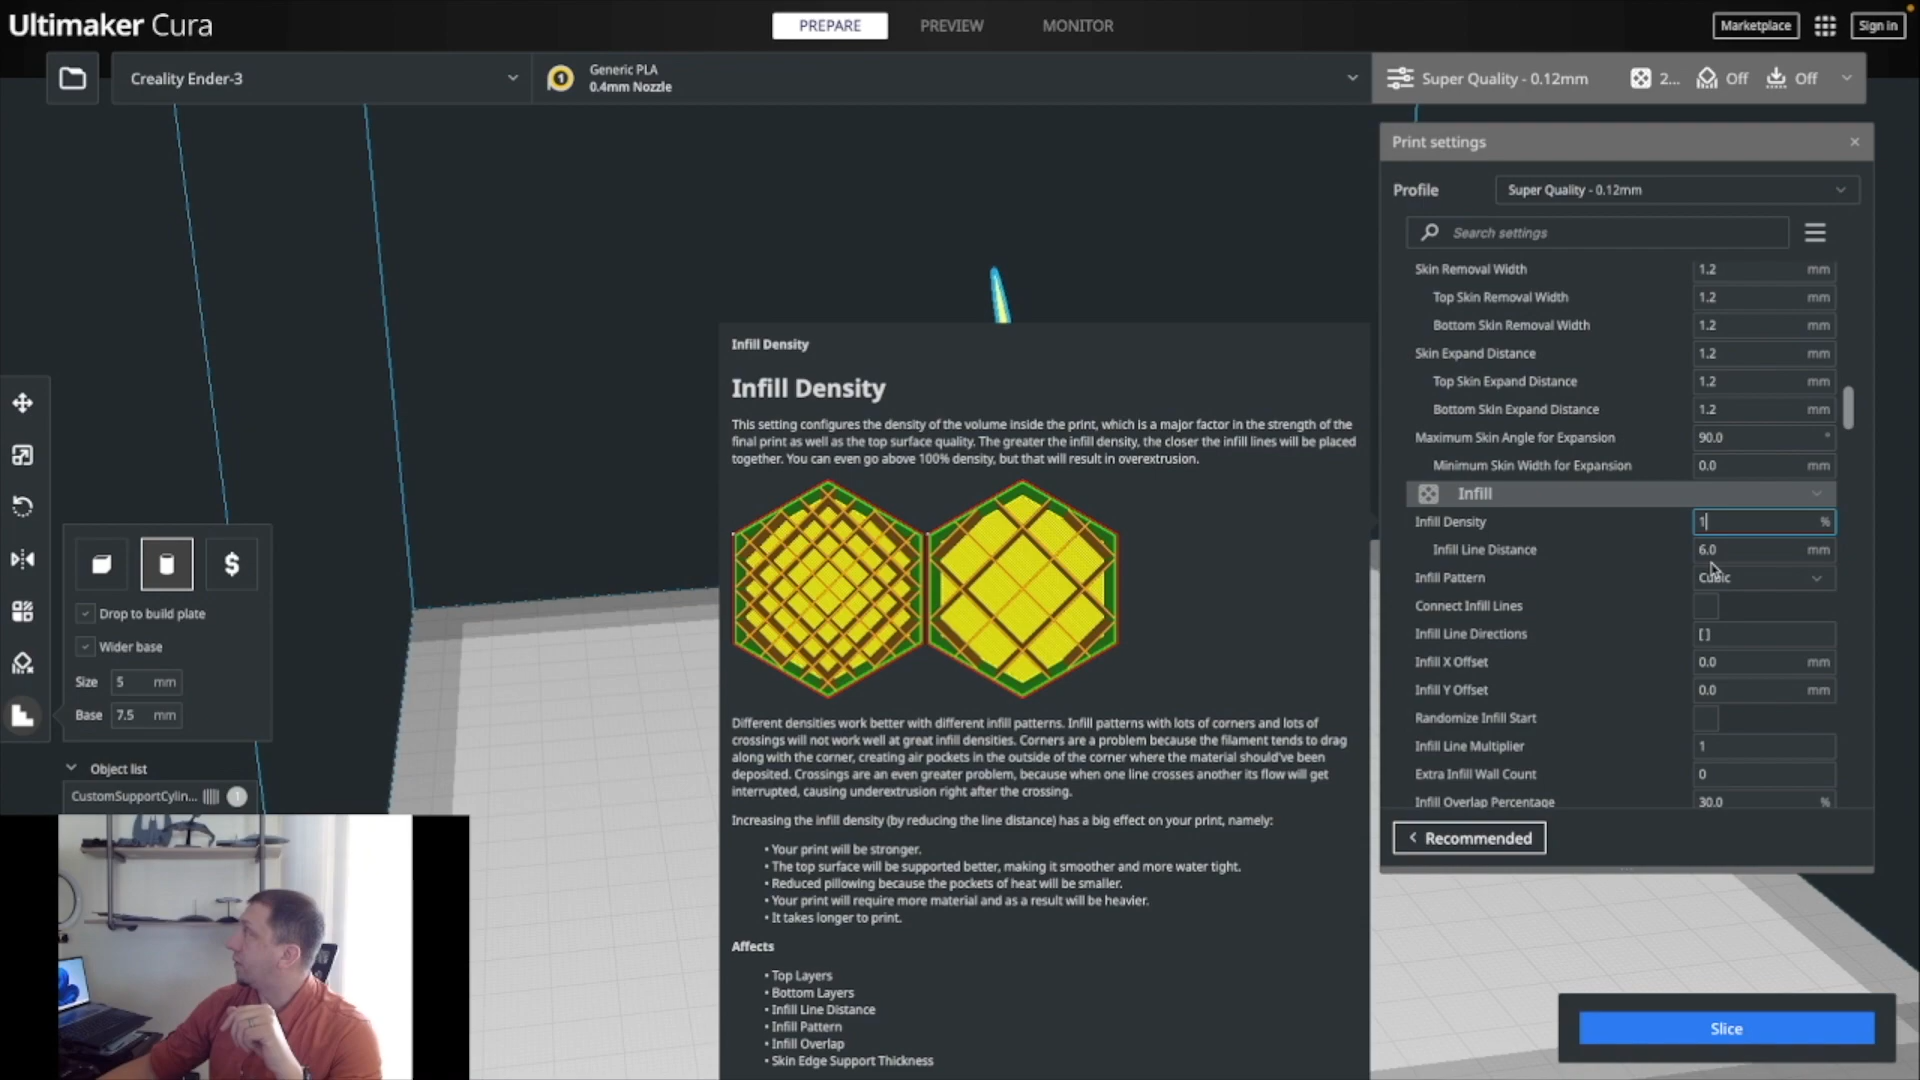 Ultimaker Cura
PREPARE
PREVIEW
MONITOR
Marketplace
Sign in
Creality Ender-3
1
Generic PLA
0.4mm Nozzle
Super Quality - 0.12mm
2...
Off
Off
Print settings
Profile
Super Quality - 0.12mm
Search settings
Skin Removal Width 1.2 mm
Top Skin Removal Width 1.2 mm
Bottom Skin Removal Width 1.2 mm
Skin Expand Distance 1.2 mm
Top Skin Expand Distance 1.2 mm
Bottom Skin Expand Distance 1.2 mm
Maximum Skin Angle for Expansion 90.0 °
Minimum Skin Width for Expansion 0.0 mm
Infill
Infill Density 1 %
Infill Line Distance 6.0 mm
Infill Pattern Cubic
Connect Infill Lines
Infill Line Directions [ ]
Infill X Offset 0.0 mm
Infill Y Offset 0.0 mm
Randomize Infill Start
Infill Line Multiplier 1
Extra Infill Wall Count 0
Infill Overlap Percentage 30.0 %
< Recommended
Slice
Infill Density
Infill Density
This setting configures the density of the volume inside the print, which is a major factor in the strength of the
final print as well as the top surface quality. The greater the infill density, the closer the infill lines will be placed
together. You can even go above 100% density, but that will result in overextrusion.
Different densities work better with different infill patterns. Infill patterns with lots of corners and lots of
crossings will not work well at great infill densities. Corners are a problem because the filament tends to drag
along with the corner, creating air pockets in the outside of the corner where the material should've been
deposited. Crossings are an even greater problem, because when one line crosses another its flow will get
interrupted, causing underextrusion right after the crossing.
Increasing the infill density (by reducing the line distance) has a big effect on your print, namely:
• Your print will be stronger.
• The top surface will be supported better, making it smoother and more water tight.
• Reduced pillowing because the pockets of heat will be smaller.
• Your print will require more material and as a result will be heavier.
• It takes longer to print.
Affects
• Top Layers
• Bottom Layers
• Infill Line Distance
• Infill Pattern
• Infill Overlap
• Skin Edge Support Thickness
$
Drop to build plate
Wider base
Size 5 mm
Base 7.5 mm
Object list
CustomSupportCylin... 1